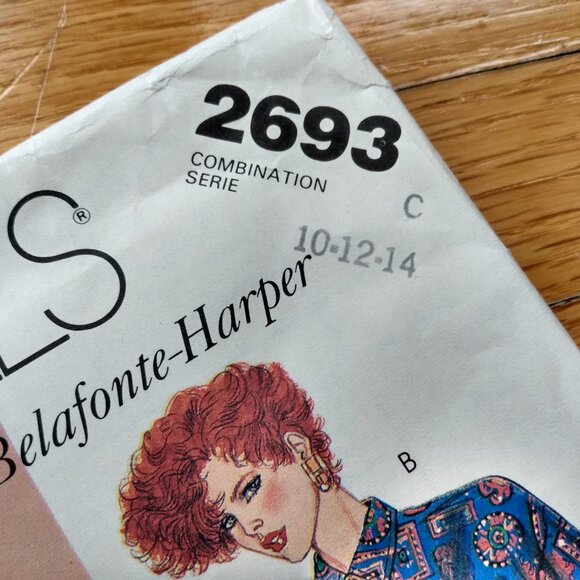 2693
COMBINATION
SERIE
C
10-12-14
LS®
Belafonte-Harper
B